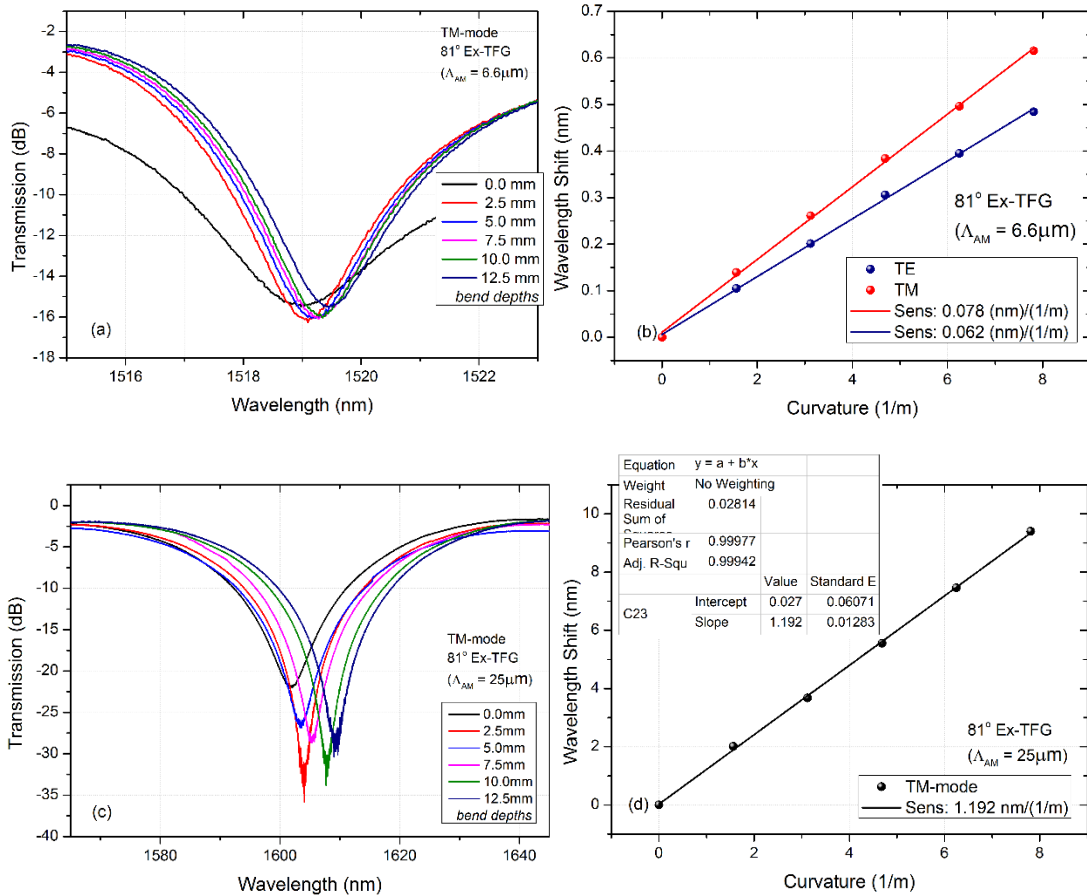 TM-mode
81° Ex-TFG
(Λ_AM = 6.6μm)
0.0 mm
2.5 mm
5.0 mm
7.5 mm
10.0 mm
12.5 mm
bend depths
(a)
-2
-4
-6
-8
-10
-12
-14
-16
-18
1516
1518
1520
1522
Transmission (dB)
Wavelength (nm)
0.7
0.6
0.5
0.4
0.3
0.2
0.1
0.0
0
2
4
6
8
Wavelength Shift (nm)
Curvature (1/m)
81° Ex-TFG
(Λ_AM = 6.6μm)
TE
TM
Sens: 0.078 (nm)/(1/m)
Sens: 0.062 (nm)/(1/m)
(b)
0
-5
-10
-15
-20
-25
-30
-35
-40
1580
1600
1620
1640
Transmission (dB)
Wavelength (nm)
TM-mode
81° Ex-TFG
(Λ_AM = 25μm)
0.0mm
2.5mm
5.0mm
7.5mm
10.0mm
12.5mm
bend depths
(c)
Equation y = a + b*x
Weight No Weighting
Residual 0.02814
Sum of
Pearson's r 0.99977
Adj. R-Squ 0.99942
Value Standard E
C23 Intercept 0.027 0.06071
Slope 1.192 0.01283
10
8
6
4
2
0
0
2
4
6
8
Wavelength Shift (nm)
Curvature (1/m)
81° Ex-TFG
(Λ_AM = 25μm)
TM-mode
Sens: 1.192 nm/(1/m)
(d)